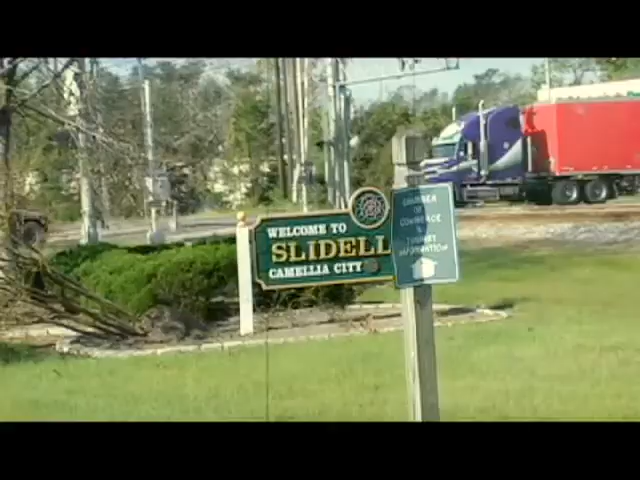 WELCOME TO
SLIDELL
CAMELLIA CITY
CHAMBER
OF
COMMERCE
&
TOURIST
INFORMATION